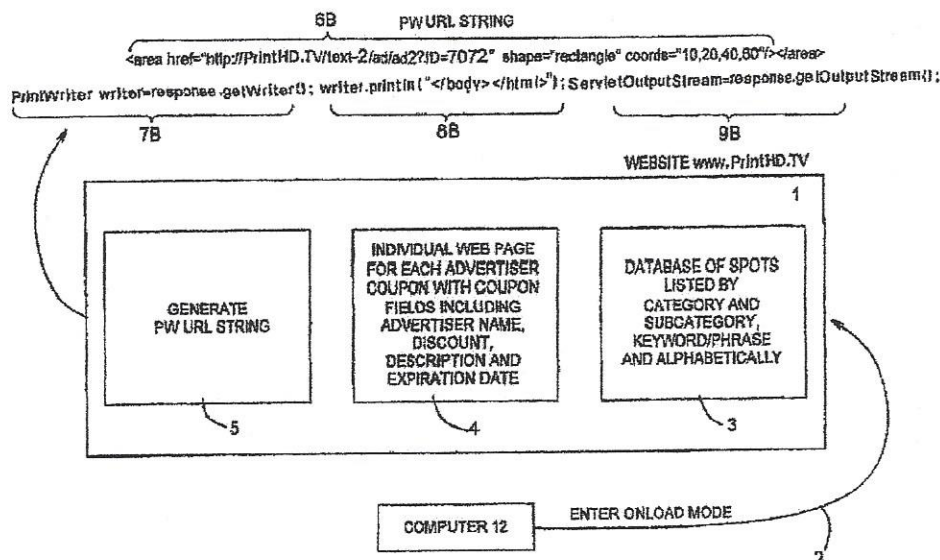 6B PW URL STRING
<area href="http://PrintHD.TV/text-2/ad/ad2?ID=7072" shape="rectangle" coords="10,20,40,60"/></area>
PrintWriter writer=response.getWriter(); writer.println("</body></html>"); ServletOutputStream=response.getOutputStream();
7B 8B 9B
WEBSITE www.PrintHD.TV
1
GENERATE
PW URL STRING
5
INDIVIDUAL WEB PAGE
FOR EACH ADVERTISER
COUPON WITH COUPON
FIELDS INCLUDING
ADVERTISER NAME,
DISCOUNT,
DESCRIPTION AND
EXPIRATION DATE
4
DATABASE OF SPOTS
LISTED BY
CATEGORY AND
SUBCATEGORY,
KEYWORD/PHRASE
AND ALPHABETICALLY
3
COMPUTER 12
ENTER ONLOAD MODE
2